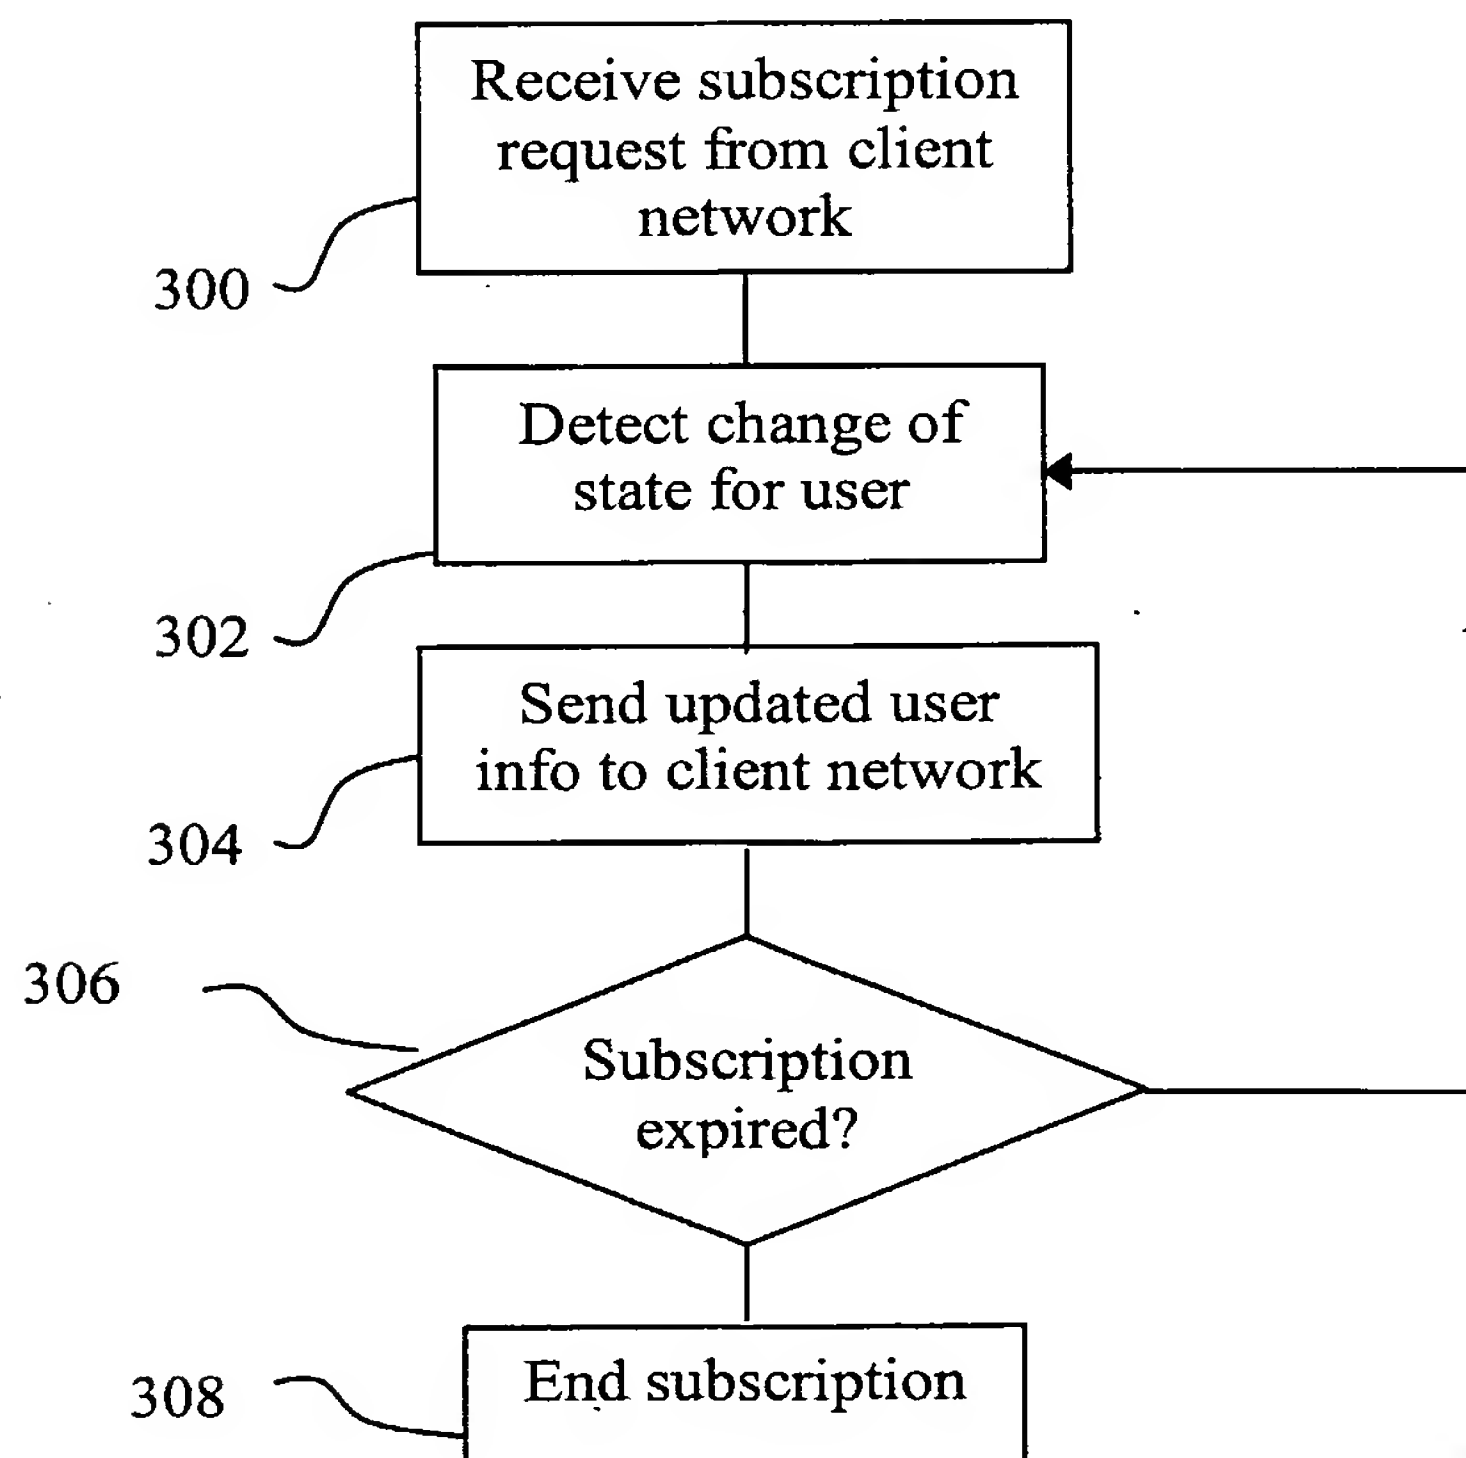 Receive subscription
request from client
network
300
Detect change of
state for user
302
Send updated user
info to client network
304
306
Subscription
expired?
End subscription
308